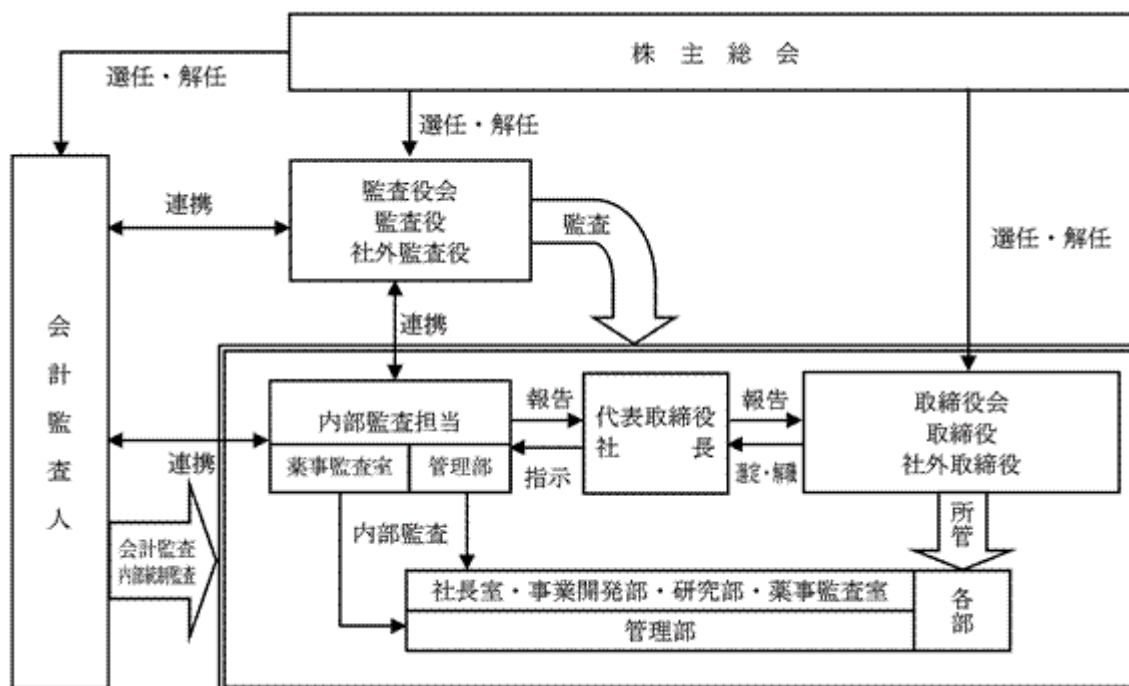 株主総会
選任・解任
選任・解任
選任・解任
監査役会
監査役
社外監査役
連携
監査
連携
会計監査人
内部監査担当
薬事監査室
管理部
報告
指示
代表取締役
社長
報告
選定・解職
取締役会
取締役
社外取締役
連携
会計監査
内部統制監査
内部監査
所管
社長室・事業開発部・研究部・薬事監査室
管理部
各部